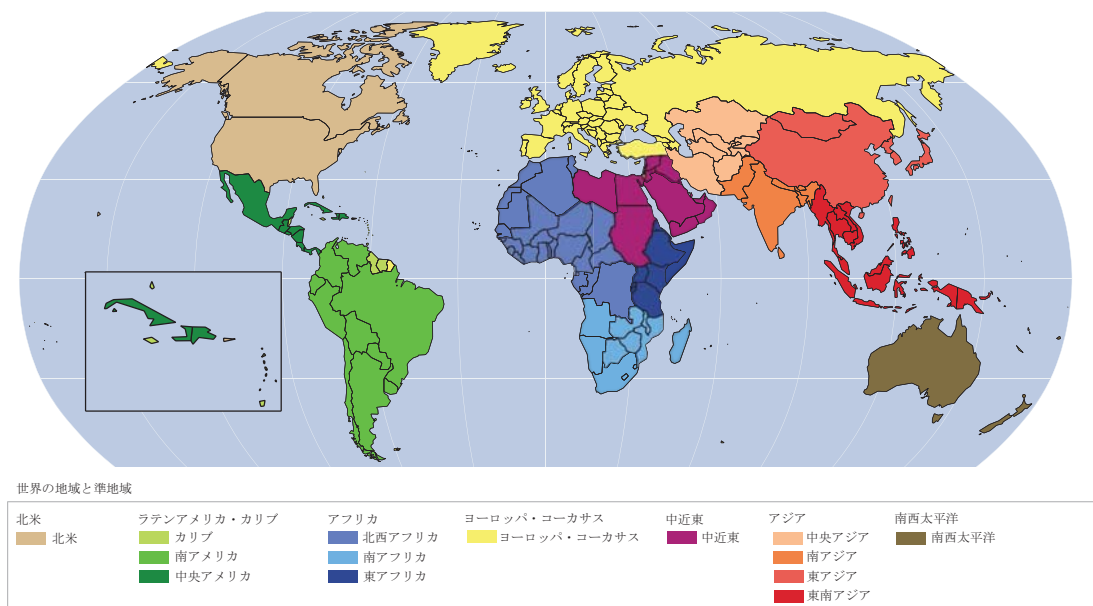 世界の地域と準地域
北米
北米
ラテンアメリカ・カリブ
カリブ
南アメリカ
中央アメリカ
アフリカ
北西アフリカ
南アフリカ
東アフリカ
ヨーロッパ・コーカサス
ヨーロッパ・コーカサス
中近東
中近東
アジア
中央アジア
南アジア
東アジア
東南アジア
南西太平洋
南西太平洋